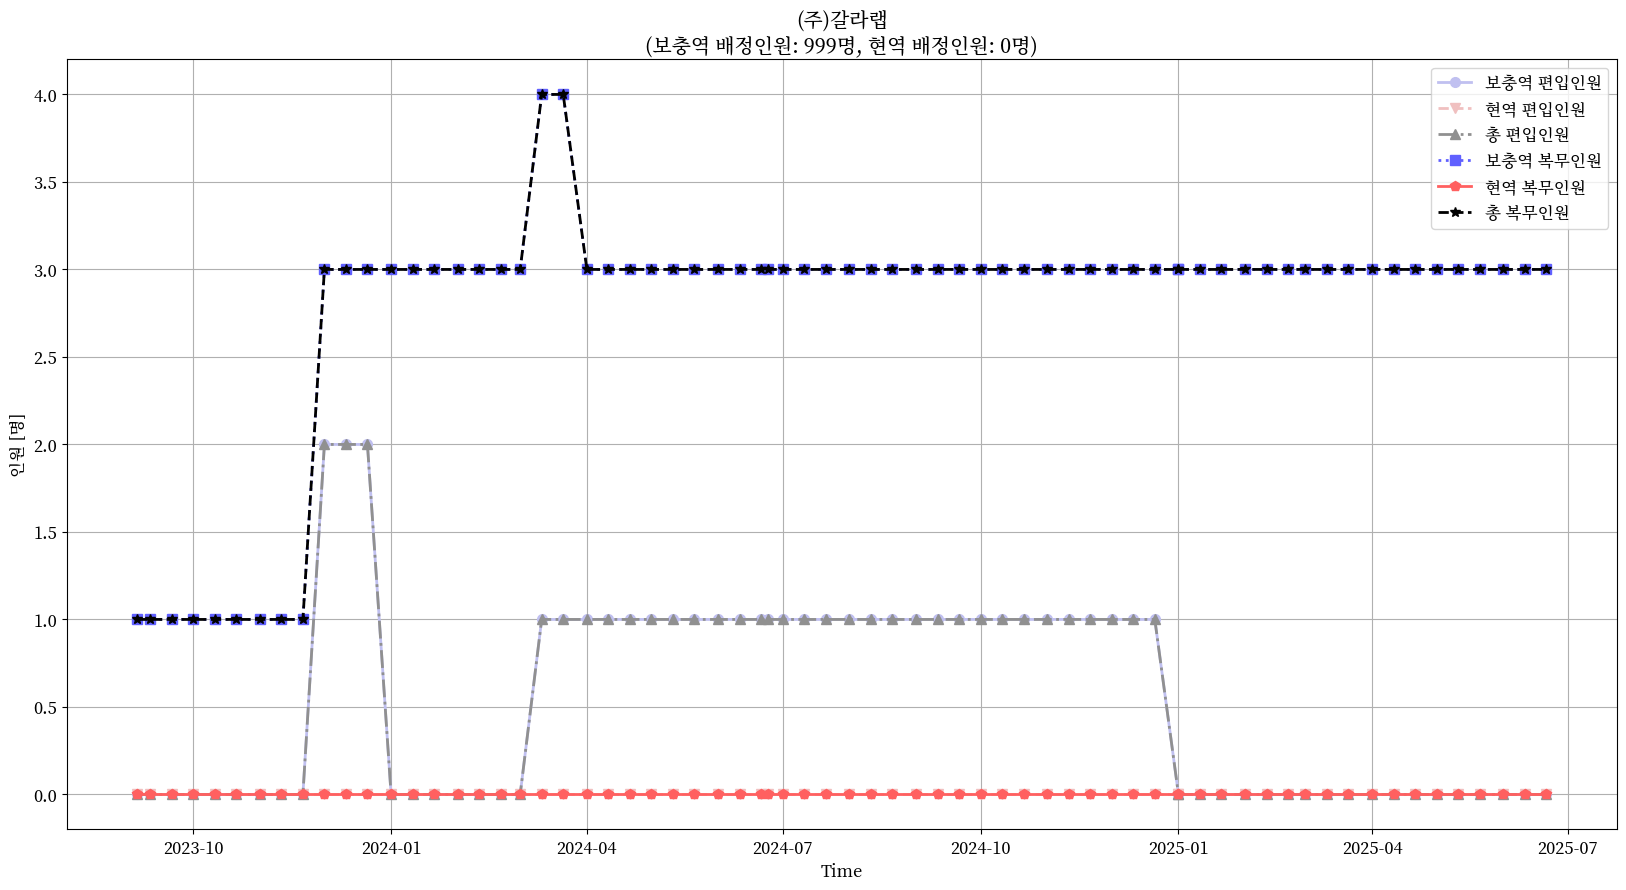 (주)갈라랩
(보충역 배정인원: 999명, 현역 배정인원: 0명)
보충역 편입인원
현역 편입인원
총 편입인원
보충역 복무인원
현역 복무인원
총 복무인원
인원 [명]
4.0
3.5
3.0
2.5
2.0
1.5
1.0
0.5
0.0
2023-10 2024-01 2024-04 2024-07 2024-10 2025-01 2025-04 2025-07
Time